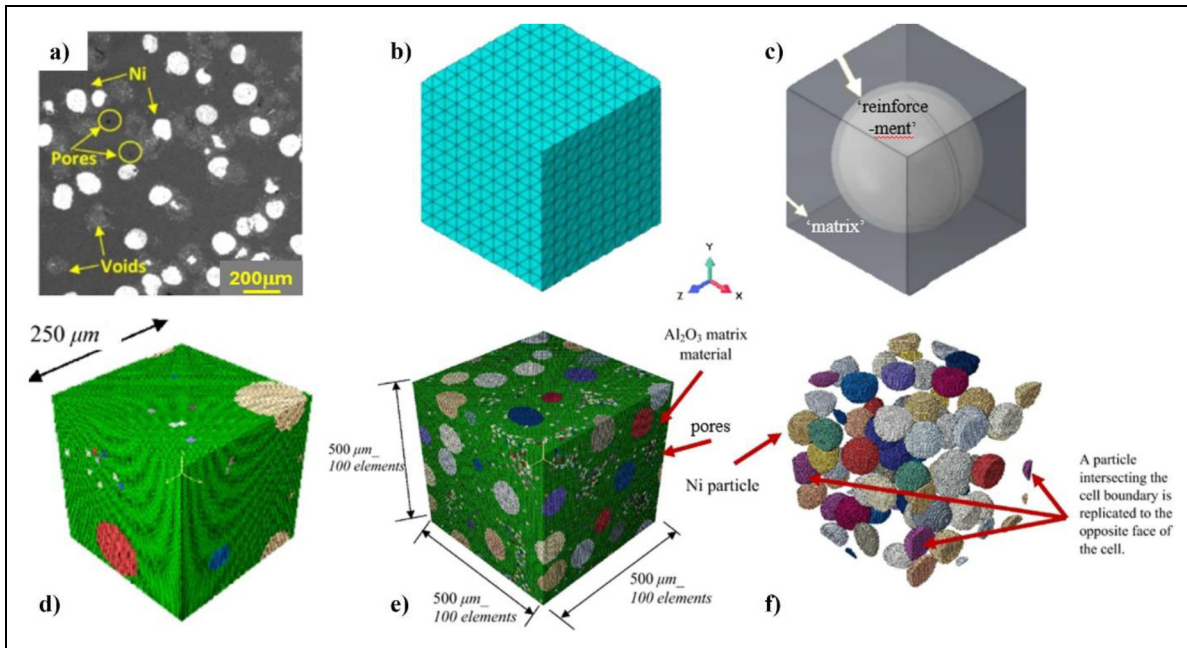 a)
Ni
Pores
Voids
200μm
b)
Y
Z
X
c)
‘reinforce
-ment’
‘matrix’
250 μm
d)
500 μm_
100 elements
500 μm_
100 elements
500 μm_
100 elements
e)
Al₂O₃ matrix
material
pores
Ni particle
A particle
intersecting the
cell boundary is
replicated to the
opposite face of
the cell.
f)